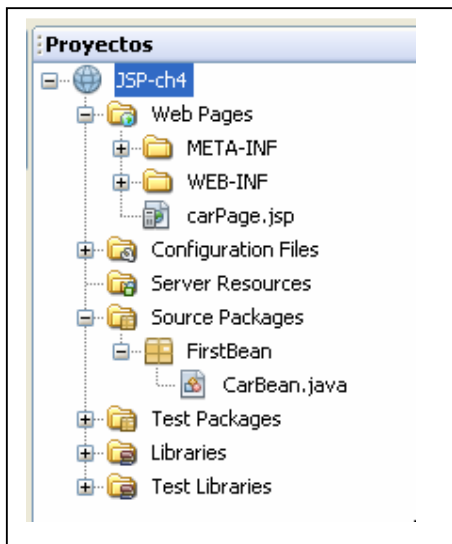 Proyectos
JSP-ch4
Web Pages
META-INF
WEB-INF
carPage.jsp
Configuration Files
Server Resources
Source Packages
FirstBean
CarBean.java
Test Packages
Libraries
Test Libraries